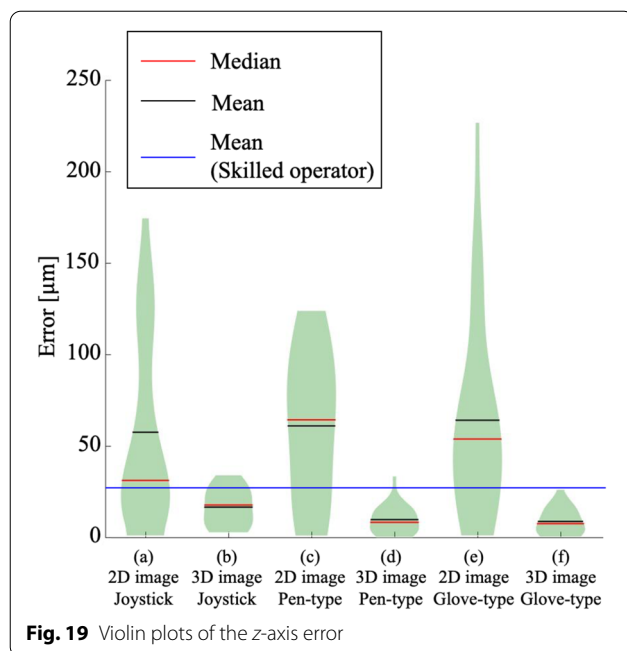 Median
Mean
Mean
(Skilled operator)
250
200
150
100
50
0
Error [μm]
(a) (b) (c) (d) (e) (f)
2D image 3D image 2D image 3D image 2D image 3D image
Joystick Joystick Pen-type Pen-type Glove-type Glove-type
Fig. 19 Violin plots of the z-axis error